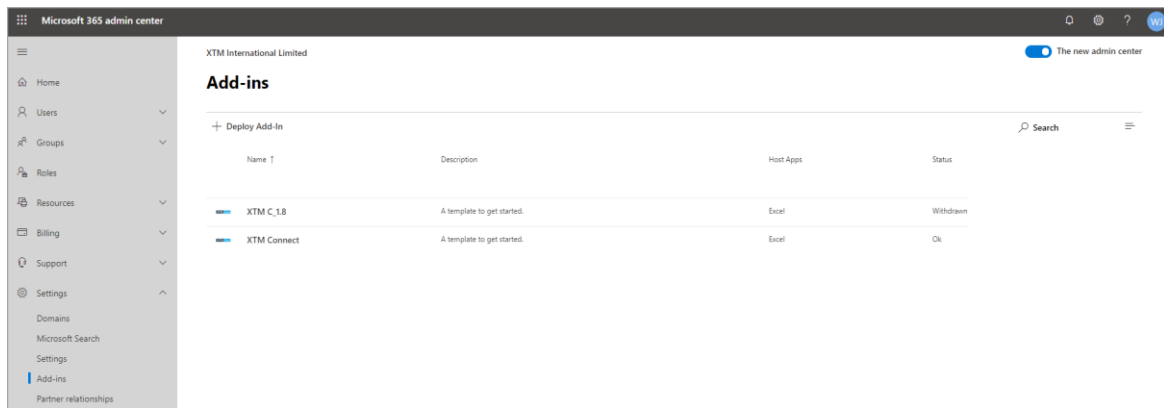 Microsoft 365 admin center
? WJ
XTM International Limited
The new admin center
Home
Add-ins
Users
+ Deploy Add-In
Search
Groups
Name ↑ Description Host Apps Status
Roles
Resources
XTM C_1.8 A template to get started. Excel Withdrawn
Billing
XTM Connect A template to get started. Excel Ok
Support
Settings
Domains
Microsoft Search
Settings
Add-ins
Partner relationships